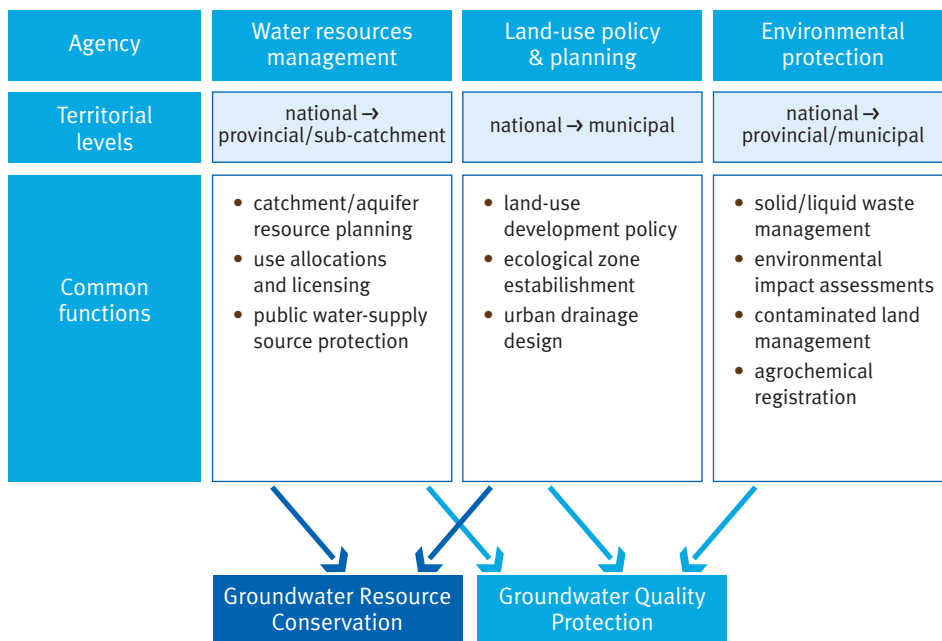 Agency
Water resources
management
Land-use policy
& planning
Environmental
protection
Territorial
levels
national →
provincial/sub-catchment
national → municipal
national →
provincial/municipal
Common
functions
• catchment/aquifer
resource planning
• use allocations
and licensing
• public water-supply
source protection
• land-use
development policy
• ecological zone
estabilishment
• urban drainage
design
• solid/liquid waste
management
• environmental
impact assessments
• contaminated land
management
• agrochemical
registration
Groundwater Resource
Conservation
Groundwater Quality
Protection